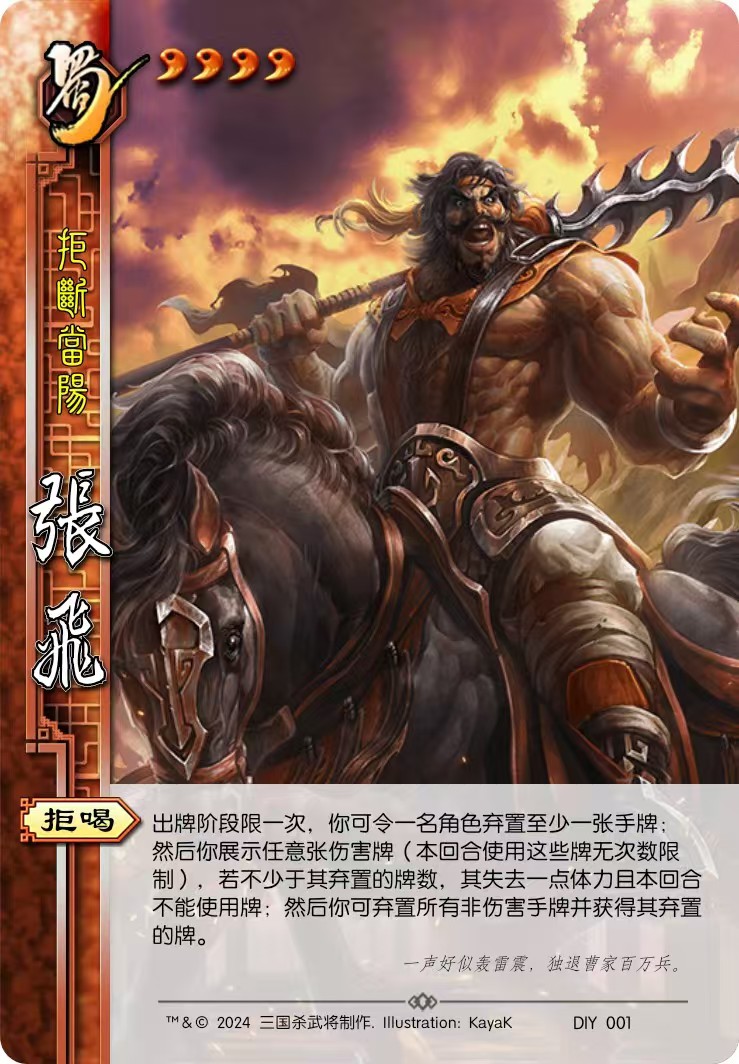 蜀
拒斷當陽
張飛
拒喝
出牌阶段限一次，你可令一名角色弃置至少一张手牌；
然后你展示任意张伤害牌（本回合使用这些牌无次数限
制），若不少于其弃置的牌数，其失去一点体力且本回合
不能使用牌；然后你可弃置所有非伤害手牌并获得其弃置
的牌。
一声好似轰雷震，独退曹家百万兵。
™&© 2024 三国杀武将制作. Illustration: KayaK DIY 001